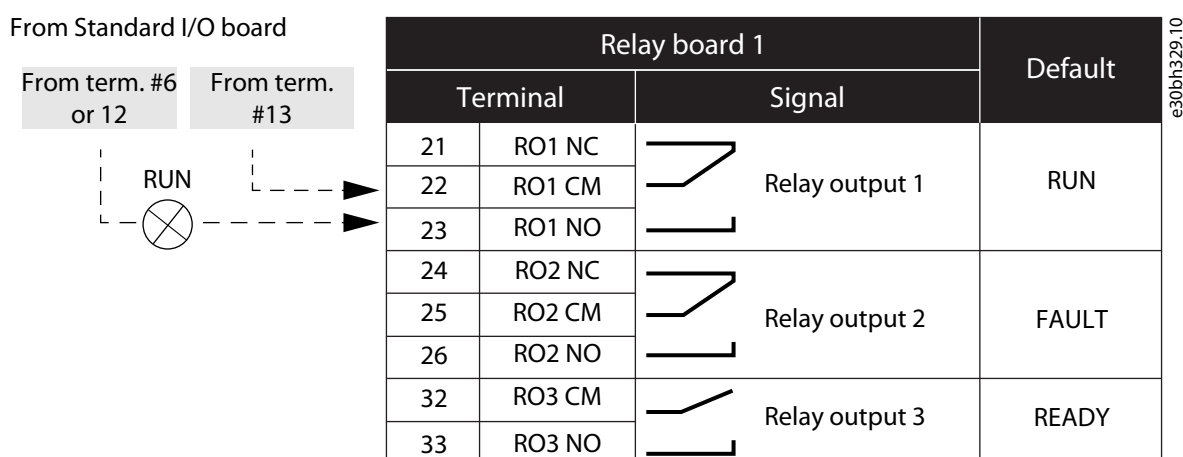 From Standard I/O board
From term. #6
or 12
From term.
#13
RUN
Relay board 1
Default
Terminal
Signal
21
RO1 NC
22
RO1 CM
23
RO1 NO
Relay output 1
RUN
24
RO2 NC
25
RO2 CM
26
RO2 NO
Relay output 2
FAULT
32
RO3 CM
33
RO3 NO
Relay output 3
READY
e30bh329.10